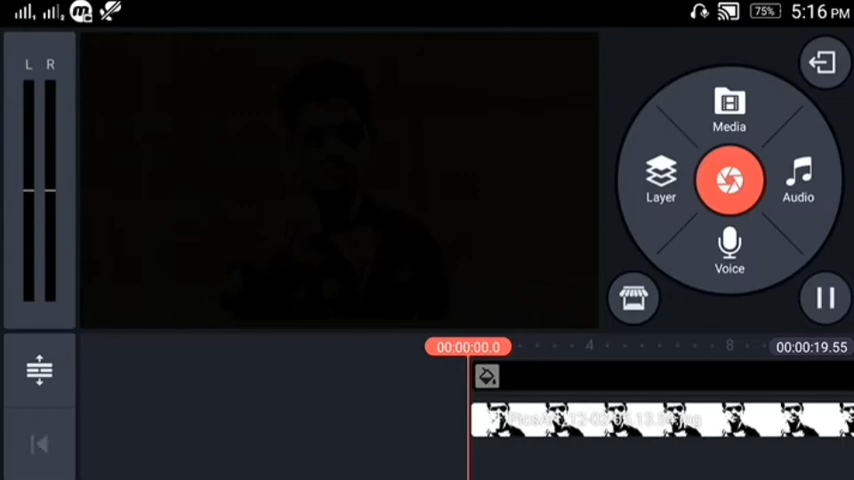 75%
5:16 PM
L R
Media
Layer
Audio
Voice
00:00:00.0
4
8
00:00:19.55